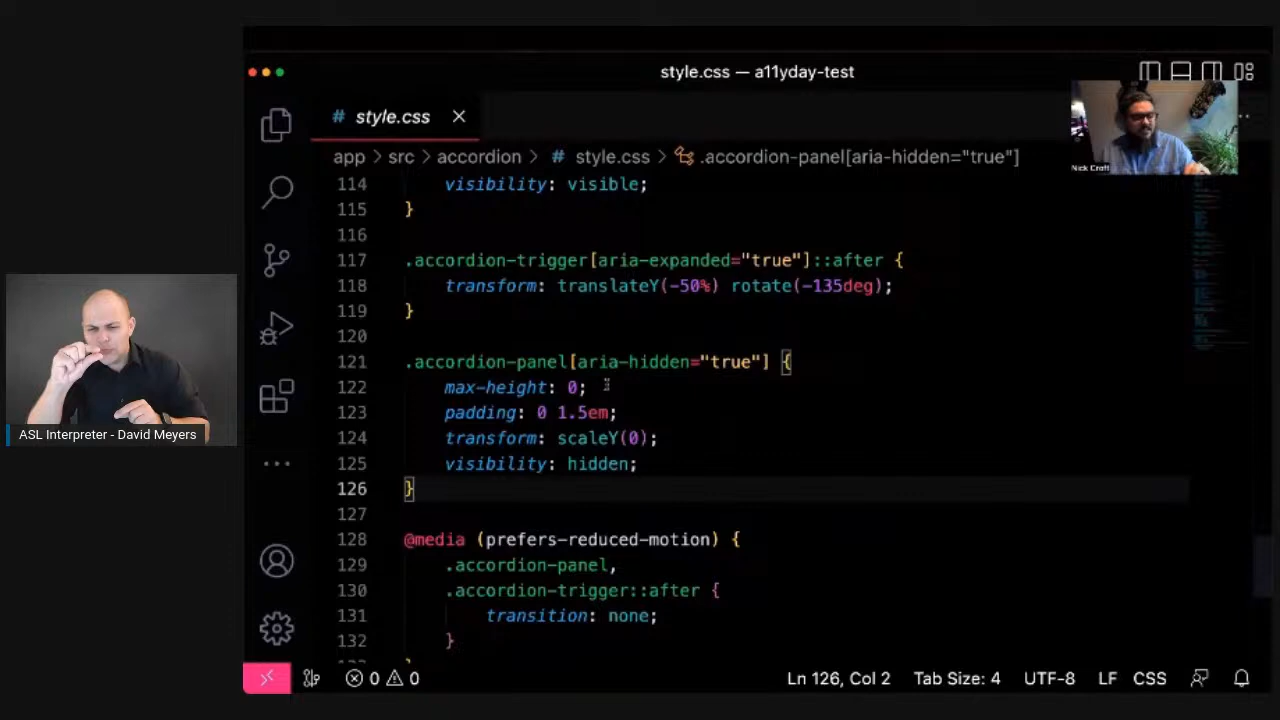 style.css — a11yday-test
# style.css ×
app > src > accordion > # style.css > .accordion-panel[aria-hidden="true"]
Nick Croft
114 visibility: visible;
115 }
116
117 .accordion-trigger[aria-expanded="true"]::after {
118 transform: translateY(-50%) rotate(-135deg);
119 }
120
121 .accordion-panel[aria-hidden="true"] {
122 max-height: 0;
123 padding: 0 1.5em;
124 transform: scaleY(0);
125 visibility: hidden;
126 }
127
128 @media (prefers-reduced-motion) {
129 .accordion-panel,
130 .accordion-trigger::after {
131 transition: none;
132 }
ASL Interpreter - David Meyers
0 0 Ln 126, Col 2 Tab Size: 4 UTF-8 LF CSS